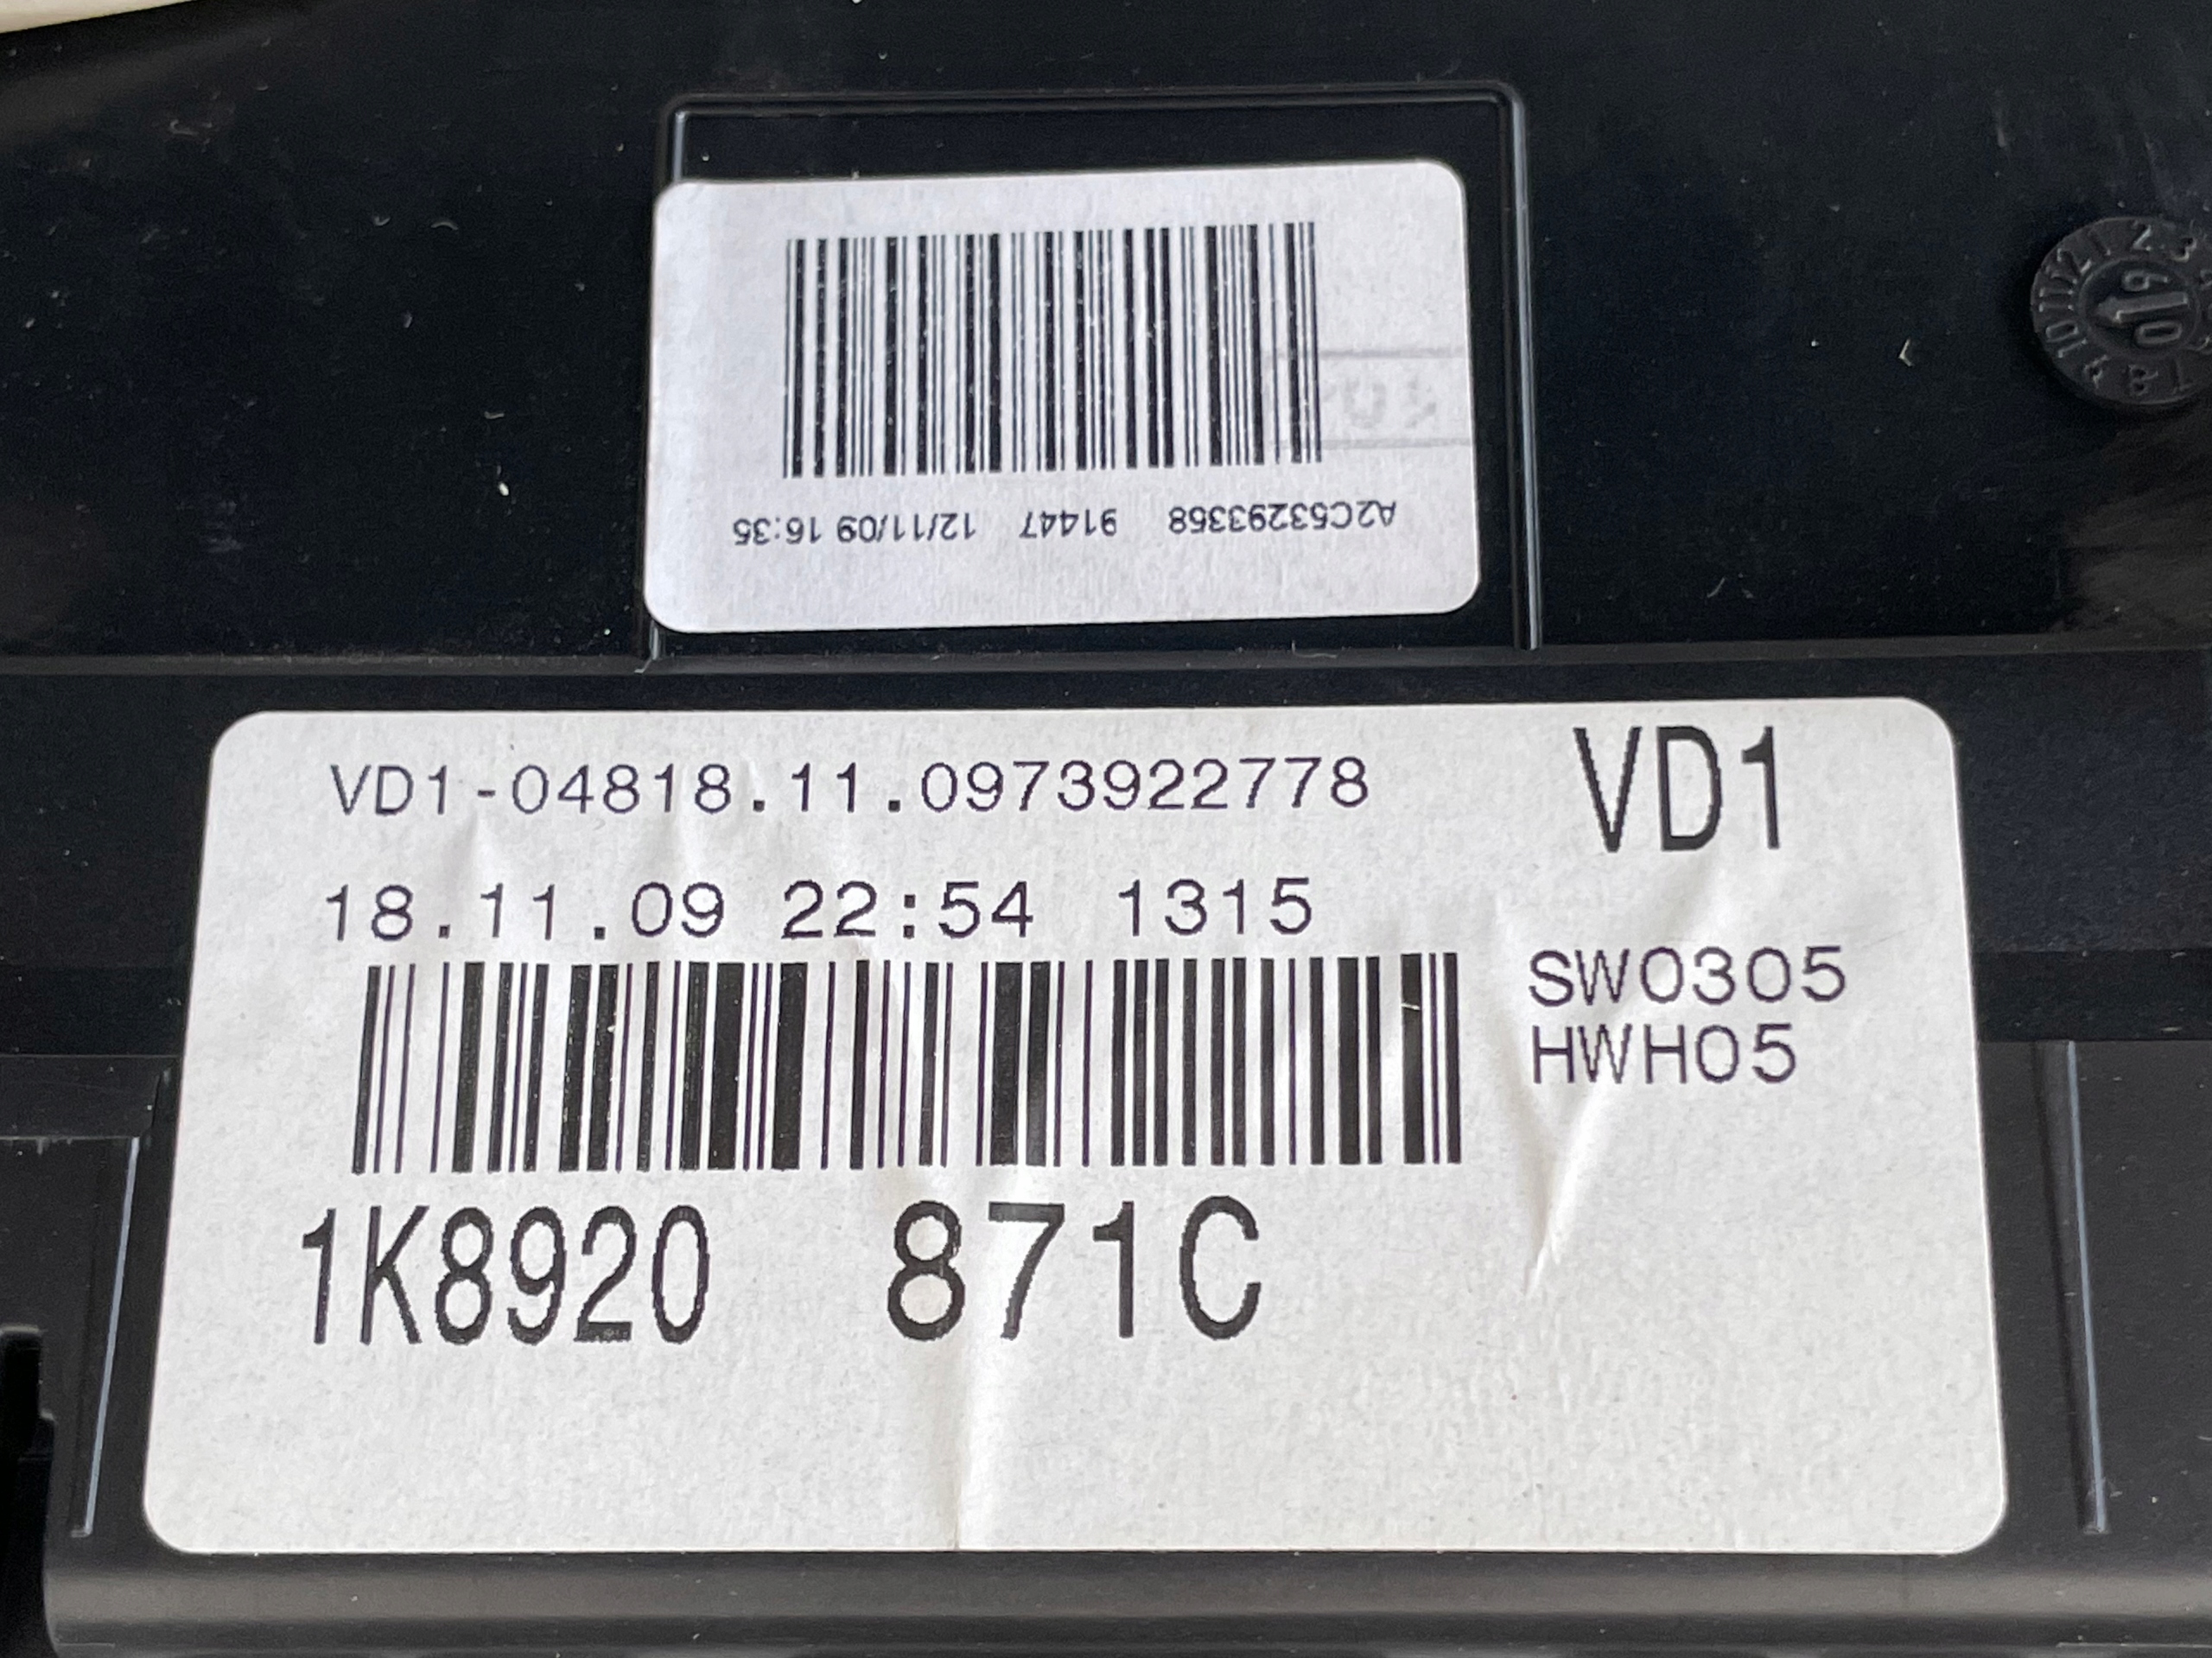 A2C53293358 91447 12/11/09 16:35
VD1-04818.11.0973922778
VD1
18.11.09 22:54 1315
SW0305
HWH05
1K8920 871C